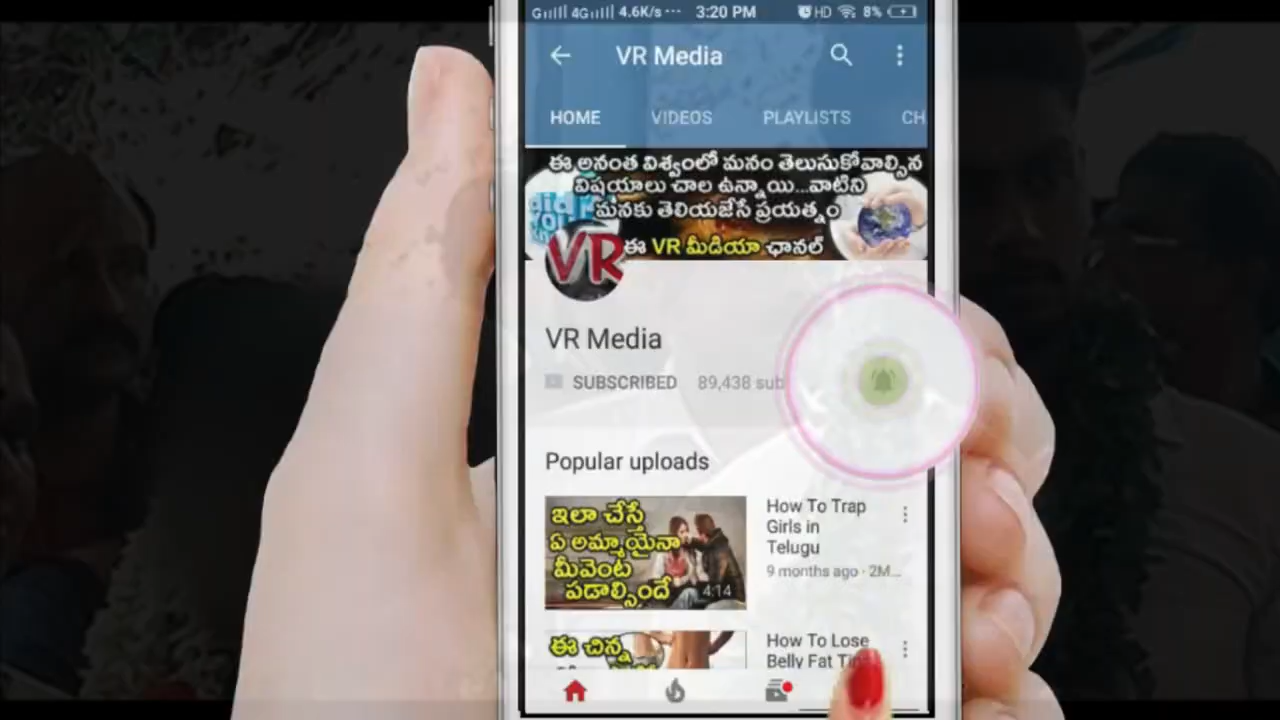 4G 4.6K/s ··· 3:20 PM HD 8%
VR Media
HOME VIDEOS PLAYLISTS CH
ఈ అనంత విశ్వంలో మనం తెలుసుకోవాల్సిన
విషయాలు చాల ఉన్నాయి...వాటిని
మనకు తెలియజేసే ప్రయత్నం
ఈ VR మీడియా ఛానల్
VR
VR Media
SUBSCRIBED 89,438 sub
Popular uploads
ఇలా చేస్తే
ఏ అమ్మాయైనా
మీవెంట
పడాల్సిందే
4:14
How To Trap
Girls in
Telugu
9 months ago · 2M...
ఈ చిన్న
How To Lose
Belly Fat